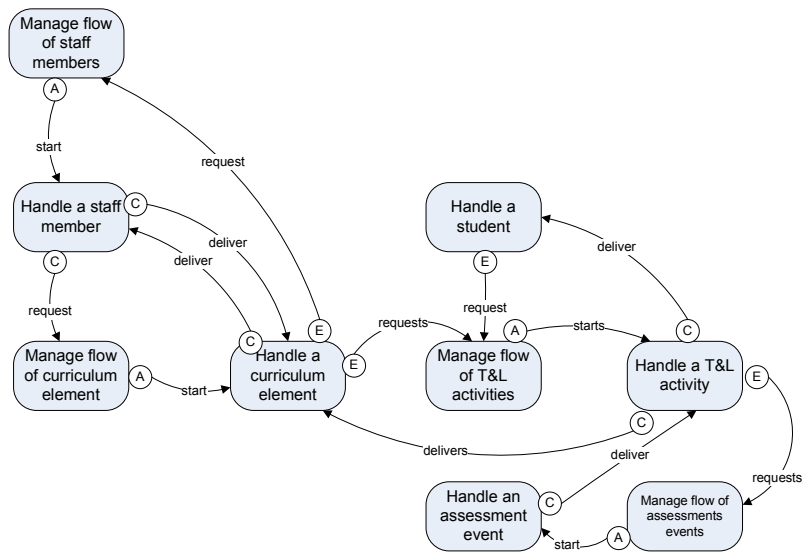 Manage flow
of staff
members
A
start
request
Handle a staff
member
C
deliver
deliver
C
request
Manage flow
of curriculum
element
A
start
C
E
Handle a
curriculum
element
E
requests
Handle a
student
E
request
deliver
Manage flow
of T&L
activities
A
starts
C
Handle a T&L
activity
E
C
delivers
deliver
requests
Handle an
assessment
event
C
start
A
Manage flow of
assessments
events